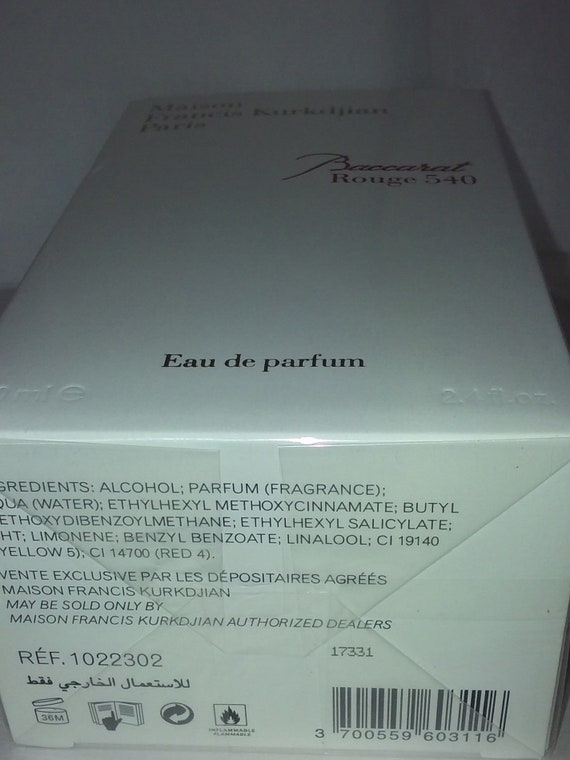 Maison
Francis Kurkdjian
Paris
Baccarat
Rouge 540
Eau de parfum
0ml e
2.4 fl.oz.
GREDIENTS: ALCOHOL; PARFUM (FRAGRANCE);
QUA (WATER); ETHYLHEXYL METHOXYCINNAMATE; BUTYL
ETHOXYDIBENZOYLMETHANE; ETHYLHEXYL SALICYLATE;
HT; LIMONENE; BENZYL BENZOATE; LINALOOL; CI 19140
YELLOW 5); CI 14700 (RED 4).
VENTE EXCLUSIVE PAR LES DÉPOSITAIRES AGRÉÉS
MAISON FRANCIS KURKDJIAN
MAY BE SOLD ONLY BY
MAISON FRANCIS KURKDJIAN AUTHORIZED DEALERS
RÉF.1022302
17331
للاستعمال الخارجي فقط
36M
INFLAMMABLE
FLAMMABLE
3 700559 603116